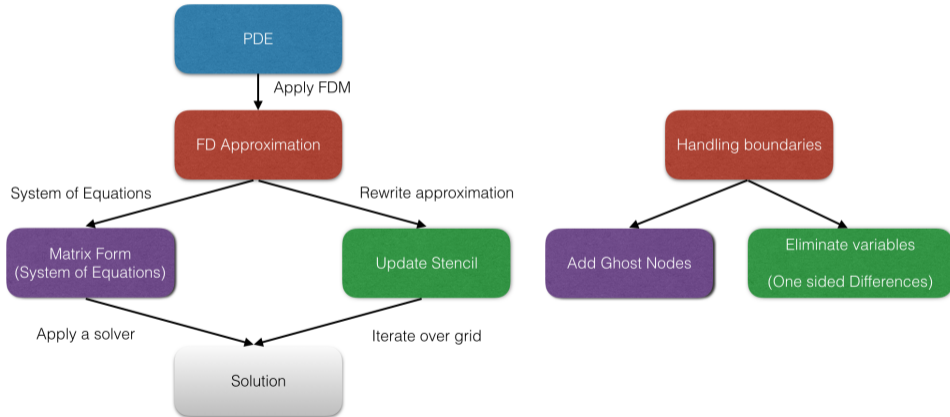 PDE
Apply FDM
FD Approximation
Handling boundaries
System of Equations
Rewrite approximation
Matrix Form
(System of Equations)
Update Stencil
Add Ghost Nodes
Eliminate variables
(One sided Differences)
Apply a solver
Iterate over grid
Solution